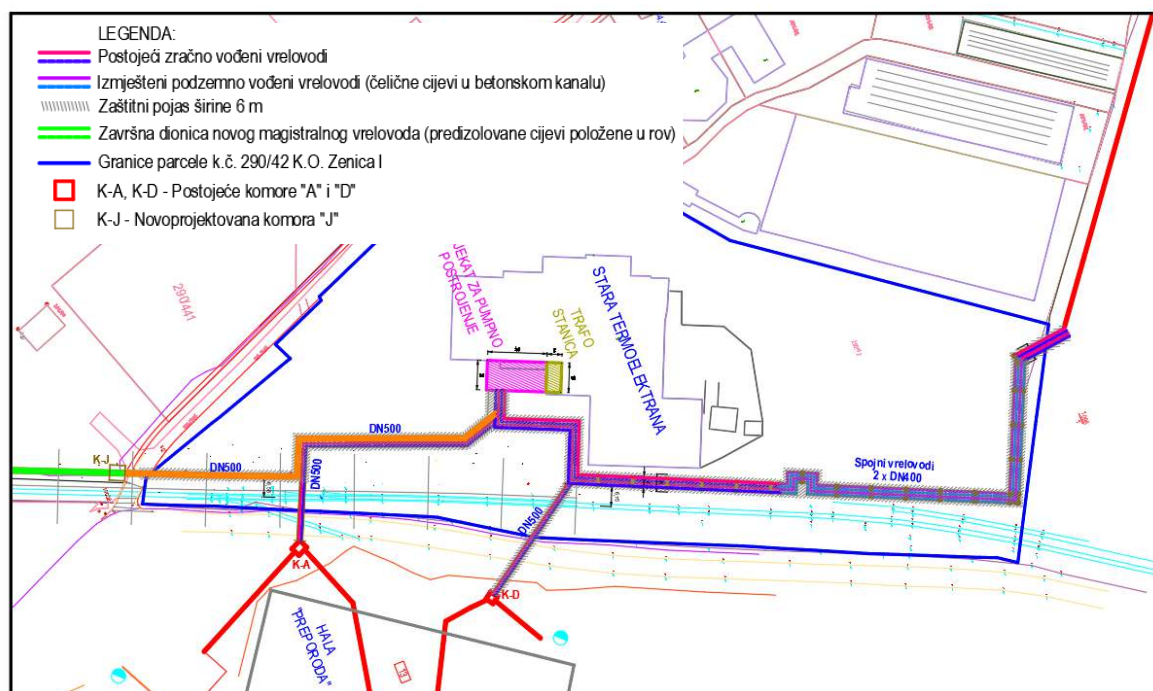 LEGENDA:
Postojeći zračno vođeni vrelovodi
Izmješteni podzemno vođeni vrelovodi (čelične cijevi u betonskom kanalu)
Zaštitni pojas širine 6 m
Završna dionica novog magistralnog vrelovoda (predizolovane cijevi položene u rov)
Granice parcele k.č. 290/42 K.O. Zenica I
K-A, K-D - Postojeće komore "A" i "D"
K-J - Novoprojektovana komora "J"
290/441
JEKAT ZA PUMPNO
POSTROJENJE
TRAFO
STANICA
STARA TERMOELEKTRANA
DN500
K-J
DN500
DN500
Spojni vrelovodi
2 x DN400
DN500
K-A
K-D
HALA
"PREPORODA"